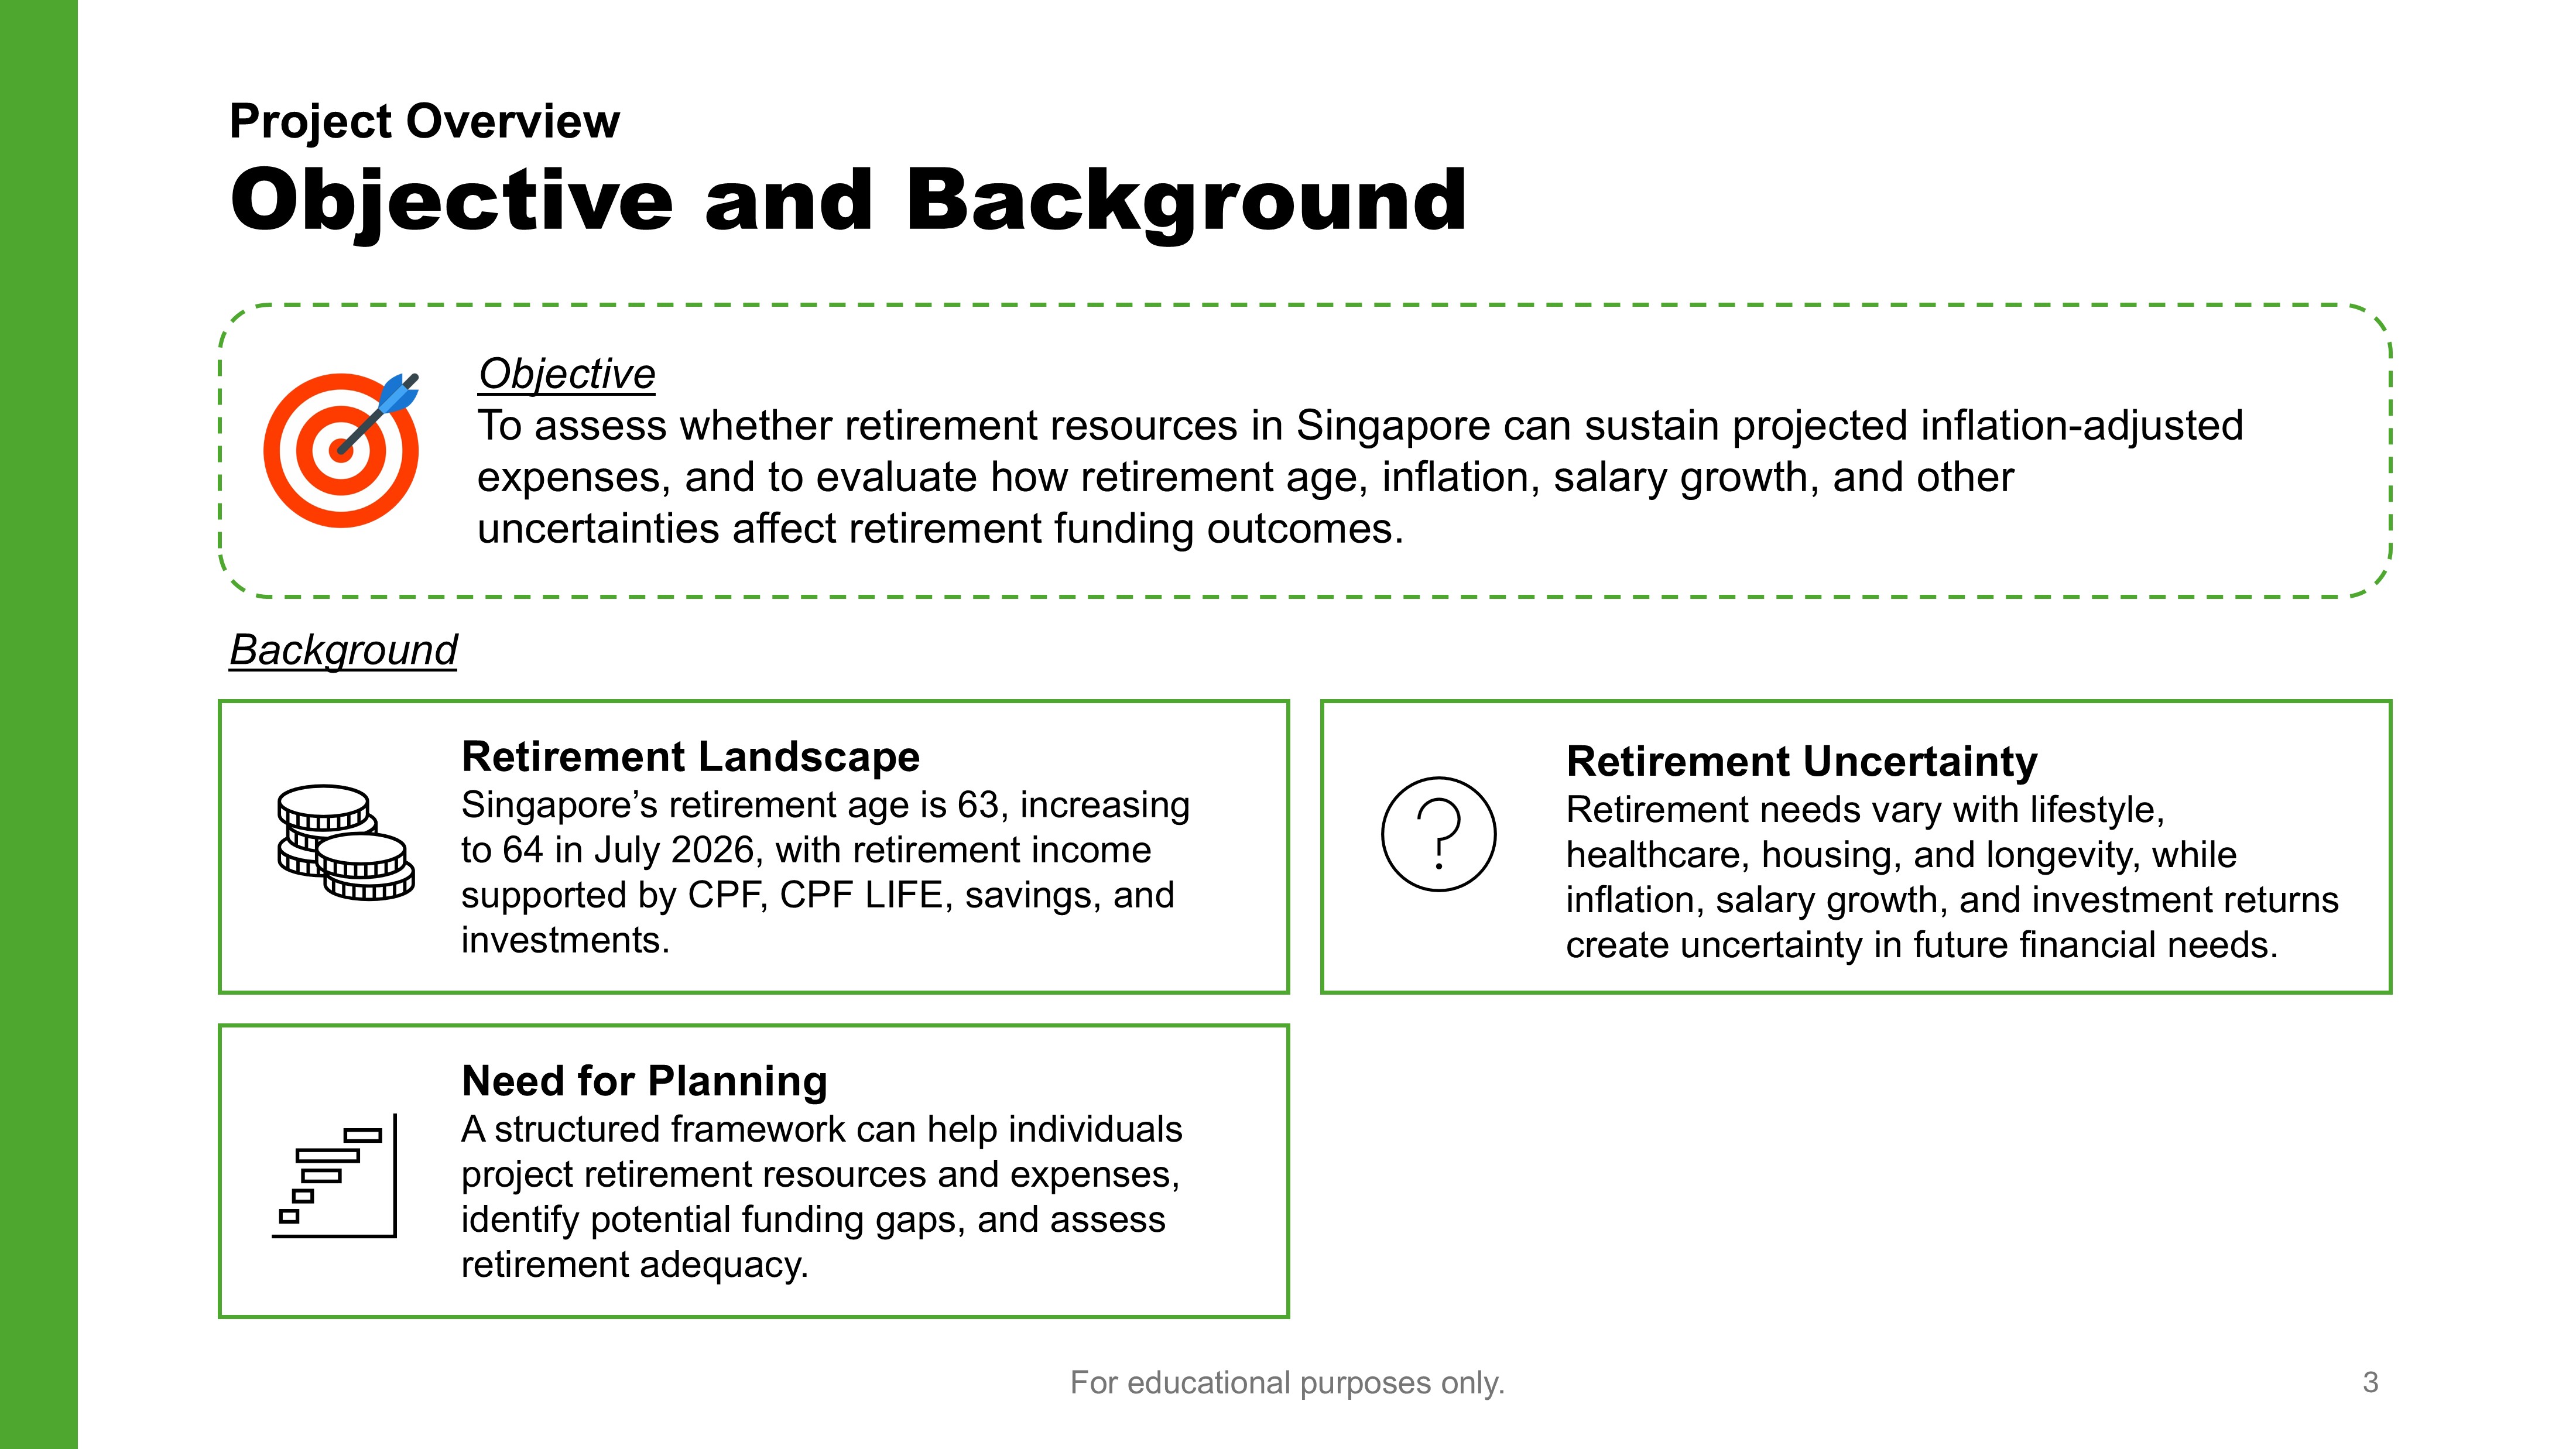 Project Overview
Objective and Background
Objective
To assess whether retirement resources in Singapore can sustain projected inflation-adjusted
expenses, and to evaluate how retirement age, inflation, salary growth, and other
uncertainties affect retirement funding outcomes.
Background
Retirement Landscape
Singapore’s retirement age is 63, increasing
to 64 in July 2026, with retirement income
supported by CPF, CPF LIFE, savings, and
investments.
Retirement Uncertainty
Retirement needs vary with lifestyle,
healthcare, housing, and longevity, while
inflation, salary growth, and investment returns
create uncertainty in future financial needs.
Need for Planning
A structured framework can help individuals
project retirement resources and expenses,
identify potential funding gaps, and assess
retirement adequacy.
For educational purposes only.
3